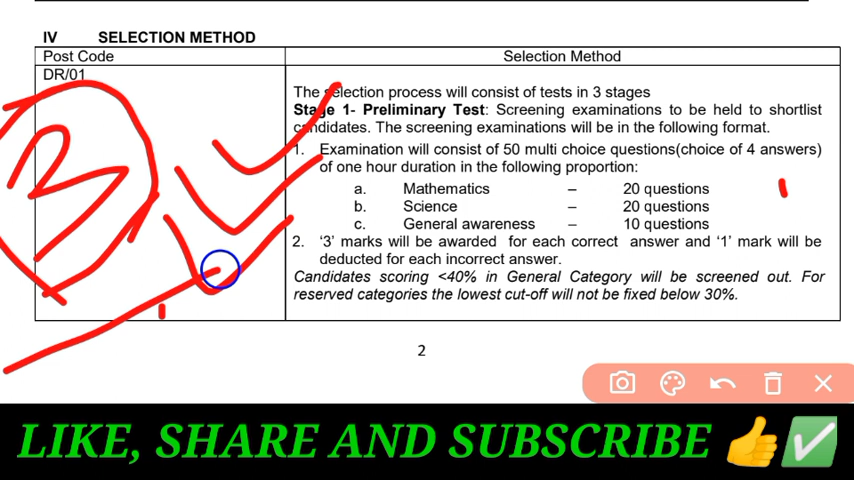 IV SELECTION METHOD
Post Code Selection Method
DR/01
The selection process will consist of tests in 3 stages
Stage 1- Preliminary Test: Screening examinations to be held to shortlist
candidates. The screening examinations will be in the following format.
1. Examination will consist of 50 multi choice questions(choice of 4 answers)
of one hour duration in the following proportion:
a. Mathematics – 20 questions
b. Science – 20 questions
c. General awareness – 10 questions
2. ‘3’ marks will be awarded for each correct answer and ‘1’ mark will be
deducted for each incorrect answer.
Candidates scoring <40% in General Category will be screened out. For
reserved categories the lowest cut-off will not be fixed below 30%.
3
2
LIKE, SHARE AND SUBSCRIBE 👍✅